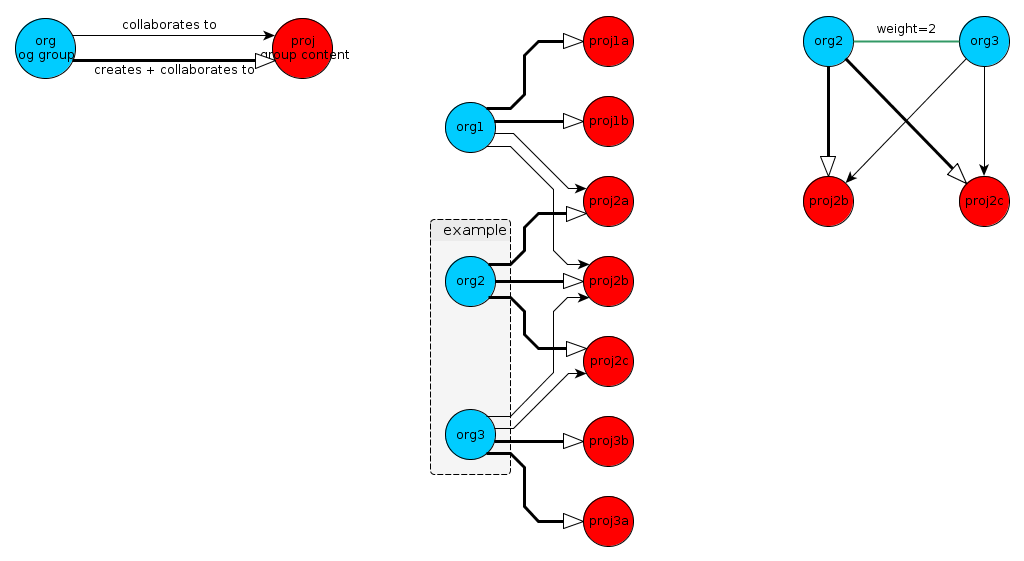 collaborates to
org
og group
proj
group content
creates + collaborates to
proj1a
proj1b
org1
proj2a
example
org2
proj2b
proj2c
org3
proj3b
proj3a
org2
weight=2
org3
proj2b
proj2c